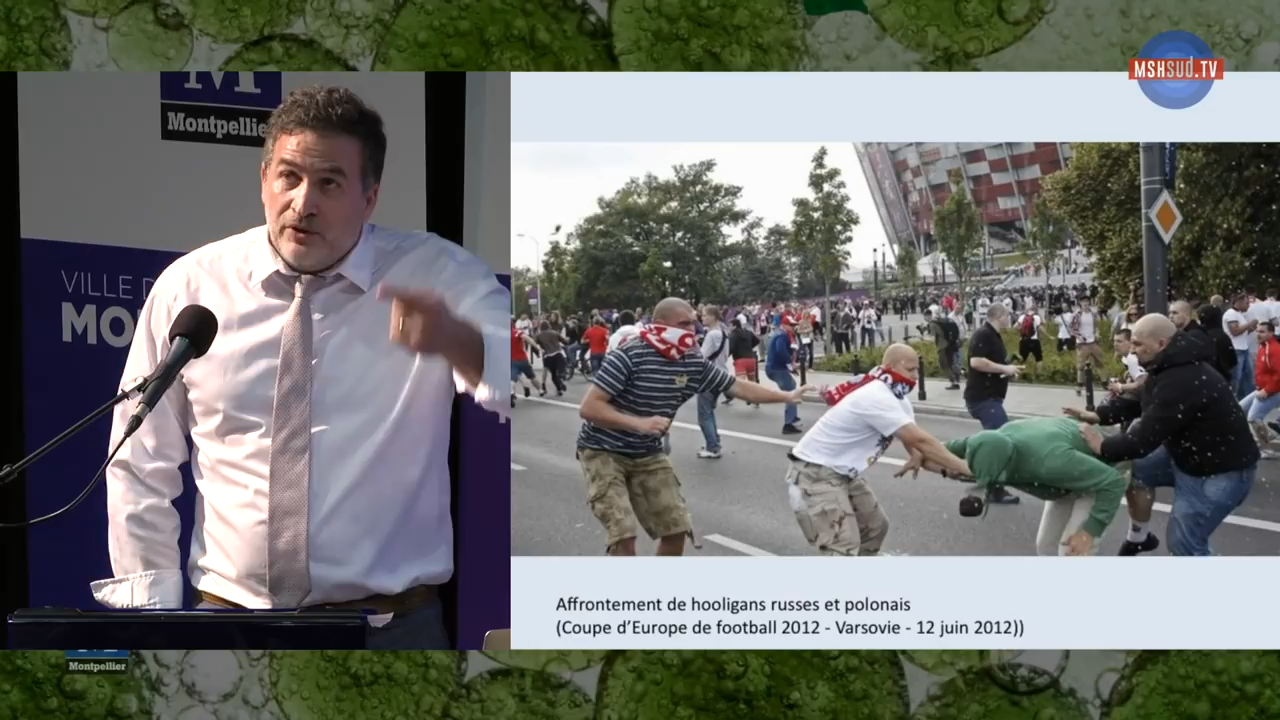 MSHSUD.TV
M
Montpellie
VILLE D
MO
Affrontement de hooligans russes et polonais
(Coupe d'Europe de football 2012 - Varsovie - 12 juin 2012))
Montpellier